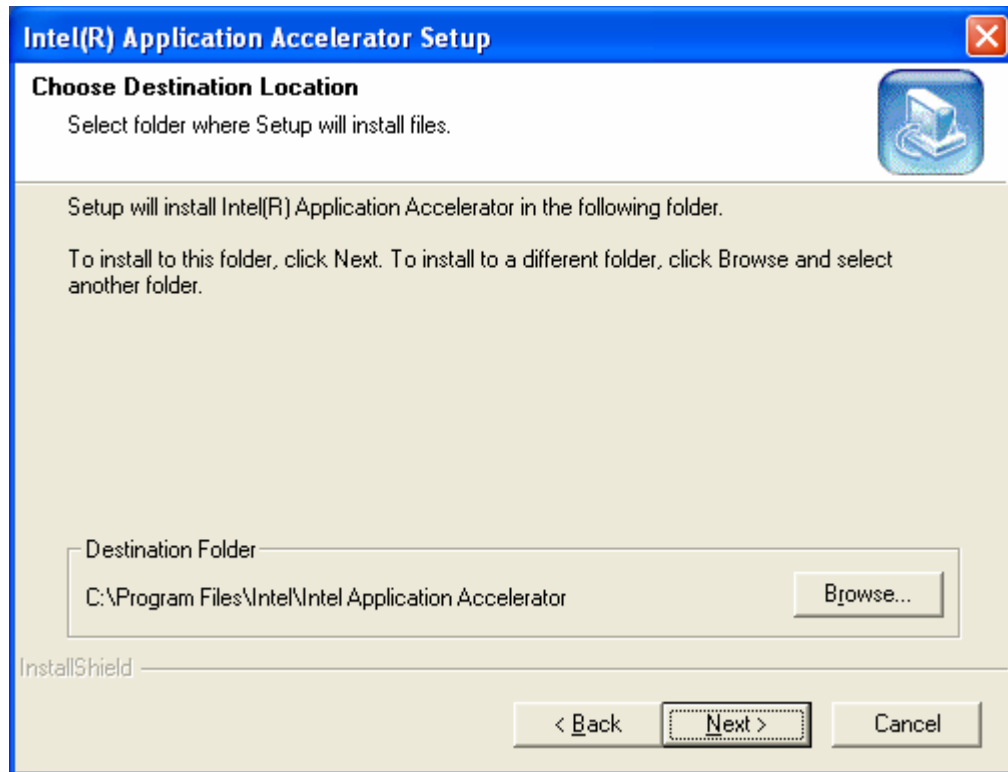 Intel(R) Application Accelerator Setup
Choose Destination Location
Select folder where Setup will install files.
Setup will install Intel(R) Application Accelerator in the following folder.
To install to this folder, click Next. To install to a different folder, click Browse and select
another folder.
Destination Folder
C:\Program Files\Intel\Intel Application Accelerator
Browse...
InstallShield
< Back
Next >
Cancel